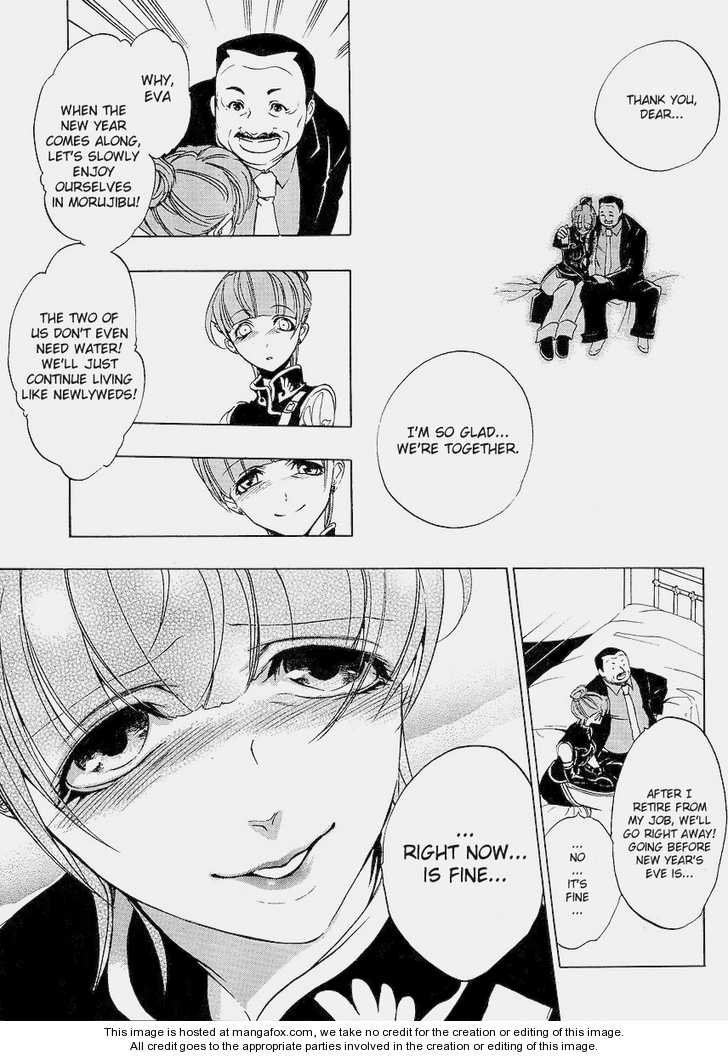 THANK YOU,
DEAR...
I'M SO GLAD...
WE'RE TOGETHER.
WHY,
EVA
WHEN THE
NEW YEAR
COMES ALONG,
LET'S SLOWLY
ENJOY
OURSELVES
IN MORUJIBU!
THE TWO OF
US DON'T EVEN
NEED WATER!
WE'LL JUST
CONTINUE LIVING
LIKE NEWLYWEDS!
AFTER I
RETIRE FROM
MY JOB, WE'LL
GO RIGHT AWAY!
GOING BEFORE
NEW YEAR'S
EVE IS...
...
NO
...
IT'S
FINE
...
...
RIGHT NOW...
IS FINE...
This image is hosted at mangafox.com, we take no credit for the creation or editing of this image.
All credit goes to the appropriate parties involved in the creation or editing of this image.